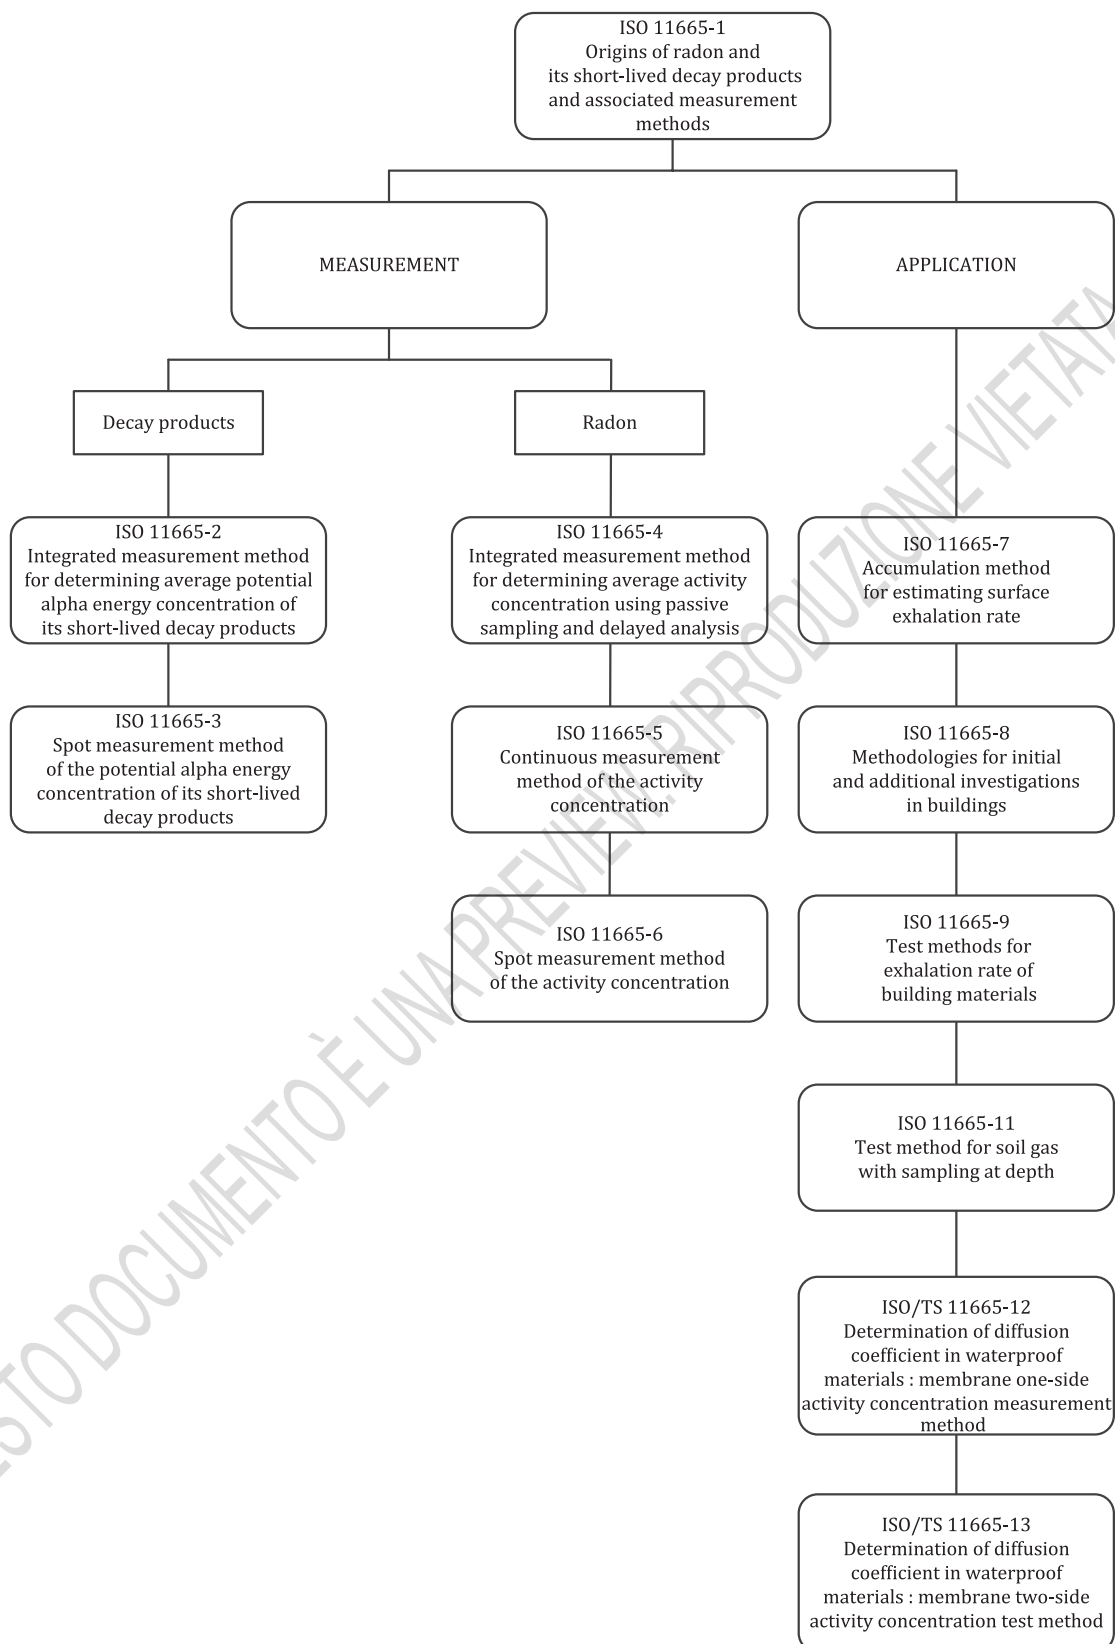 ISO 11665-1
Origins of radon and
its short-lived decay products
and associated measurement
methods
MEASUREMENT
APPLICATION
Decay products
Radon
ISO 11665-2
Integrated measurement method
for determining average potential
alpha energy concentration of
its short-lived decay products
ISO 11665-4
Integrated measurement method
for determining average activity
concentration using passive
sampling and delayed analysis
ISO 11665-7
Accumulation method
for estimating surface
exhalation rate
ISO 11665-3
Spot measurement method
of the potential alpha energy
concentration of its short-lived
decay products
ISO 11665-5
Continuous measurement
method of the activity
concentration
ISO 11665-8
Methodologies for initial
and additional investigations
in buildings
ISO 11665-6
Spot measurement method
of the activity concentration
ISO 11665-9
Test methods for
exhalation rate of
building materials
ISO 11665-11
Test method for soil gas
with sampling at depth
ISO/TS 11665-12
Determination of diffusion
coefficient in waterproof
materials : membrane one-side
activity concentration measurement
method
ISO/TS 11665-13
Determination of diffusion
coefficient in waterproof
materials : membrane two-side
activity concentration test method
STO DOCUMENTO È UNA PREVIEW. RIPRODUZIONE VIETATA